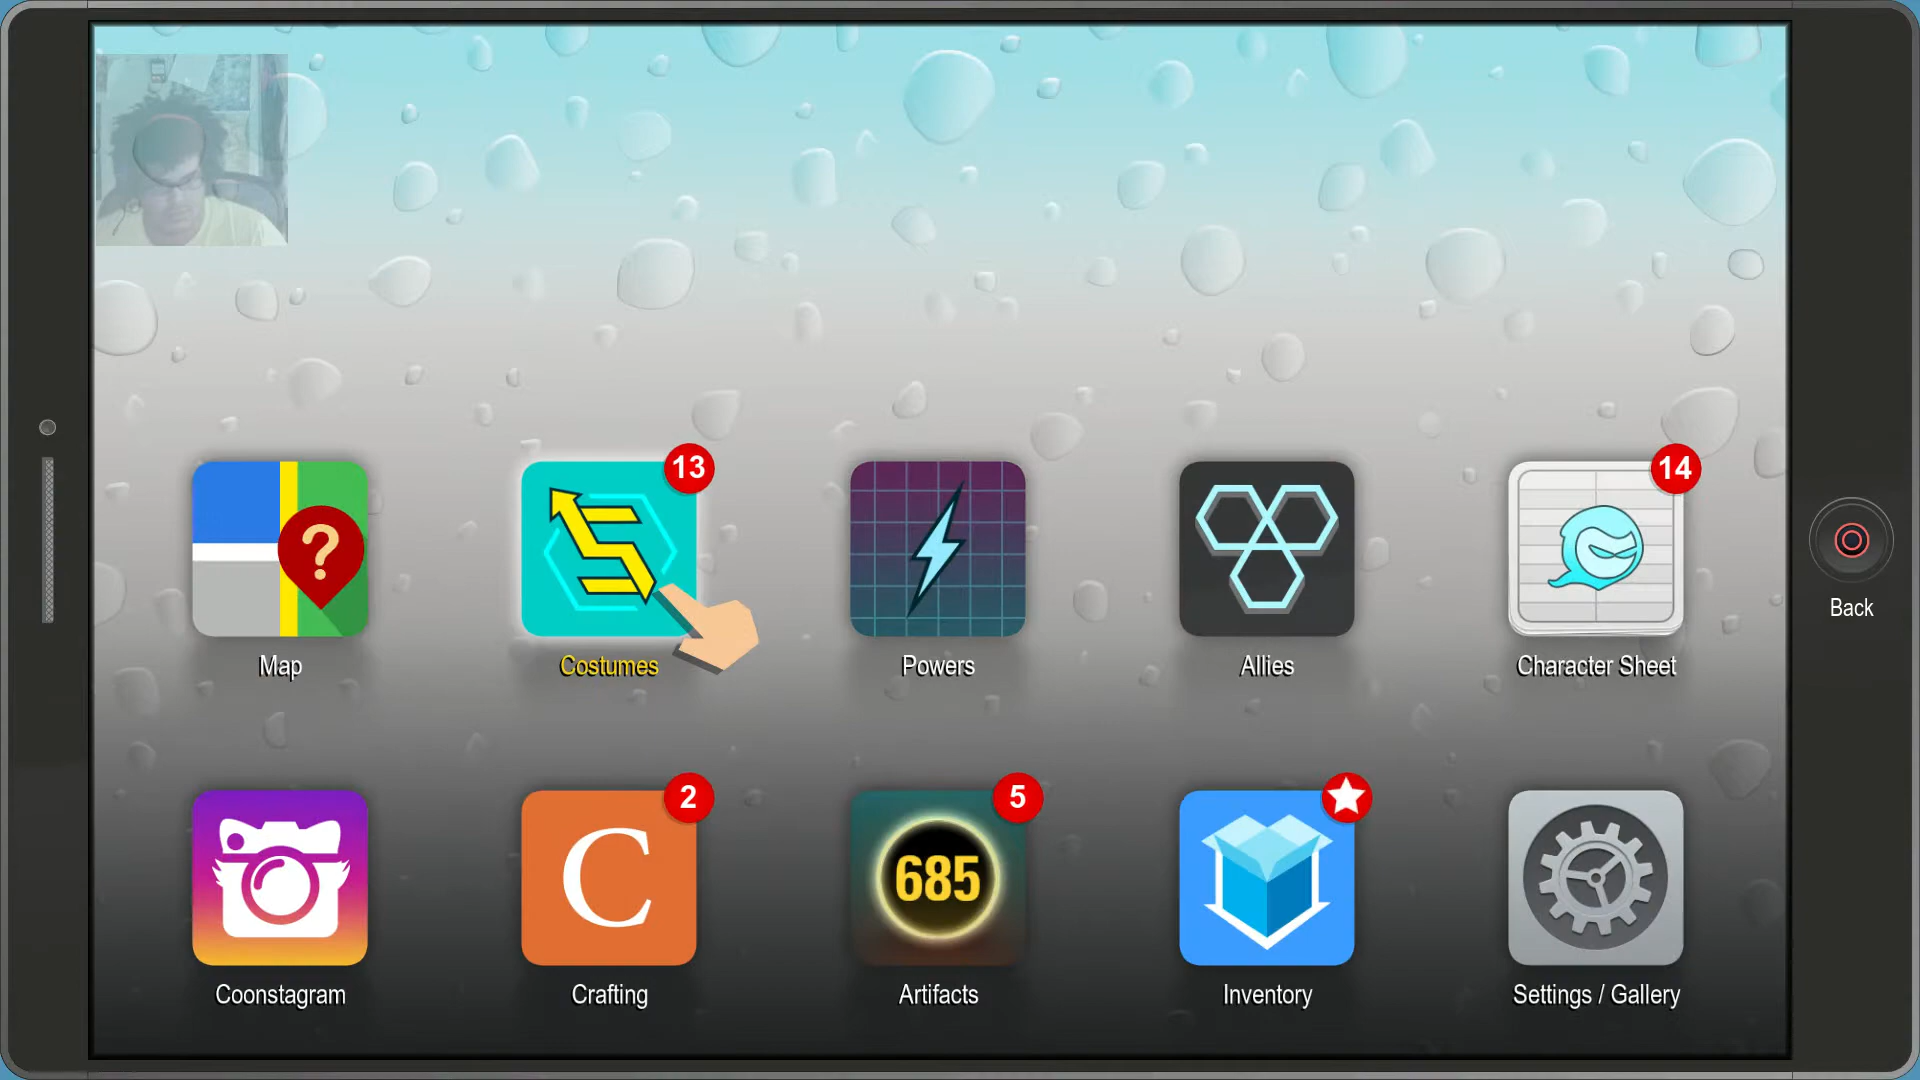 13
14
?
Map
Costumes
Powers
Allies
Character Sheet
Back
2
5
C
685
Coonstagram
Crafting
Artifacts
Inventory
Settings / Gallery